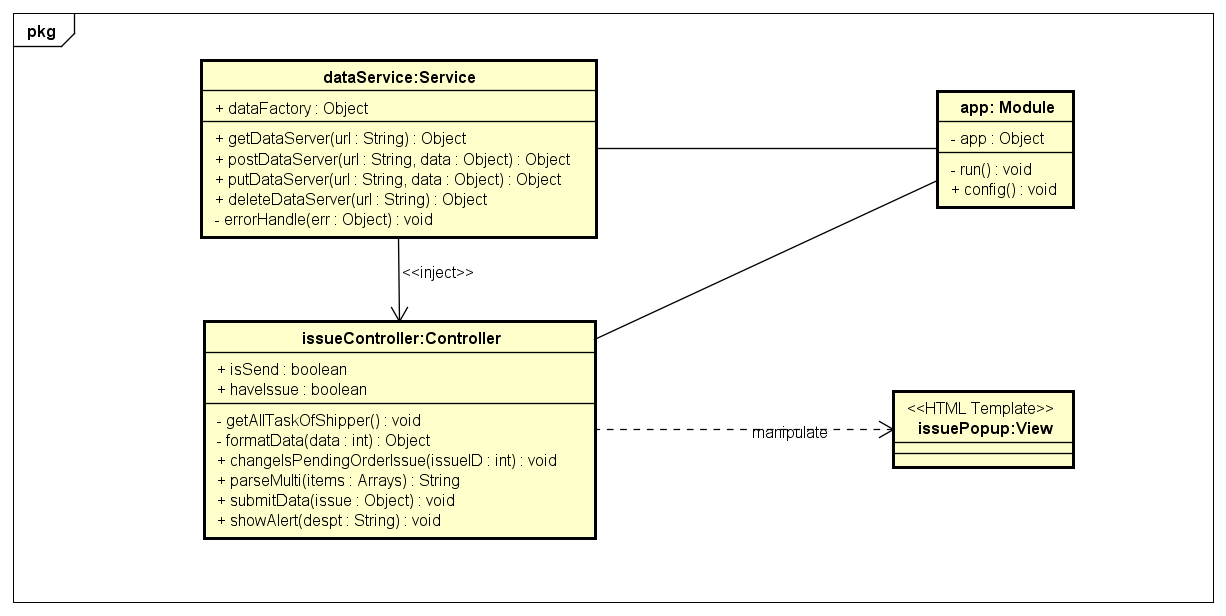 pkg
dataService:Service
+ dataFactory : Object
+ getDataServer(url : String) : Object
+ postDataServer(url : String, data : Object) : Object
+ putDataServer(url : String, data : Object) : Object
+ deleteDataServer(url : String) : Object
- errorHandle(err : Object) : void
app: Module
- app : Object
- run() : void
+ config() : void
<<inject>>
issueController:Controller
+ isSend : boolean
+ haveIssue : boolean
- getAllTaskOfShipper() : void
- formatData(data : int) : Object
+ changeIsPendingOrderIssue(issueID : int) : void
+ parseMulti(items : Arrays) : String
+ submitData(issue : Object) : void
+ showAlert(despt : String) : void
manipulate
<<HTML Template>>
issuePopup:View